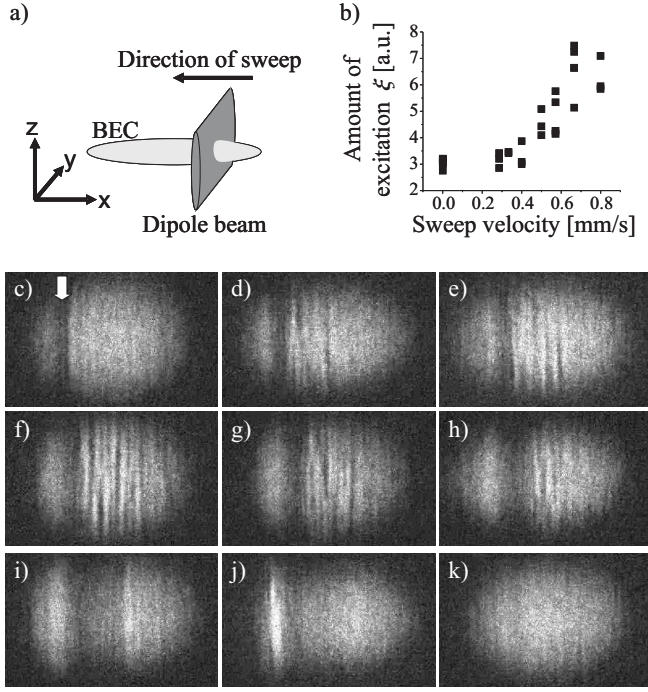 a)
Direction of sweep
BEC
z
y
x
Dipole beam
b)
Amount of
excitation ξ [a.u.]
8
7
6
5
4
3
2
0.0 0.2 0.4 0.6 0.8
Sweep velocity [mm/s]
c) d) e)
f) g) h)
i) j) k)